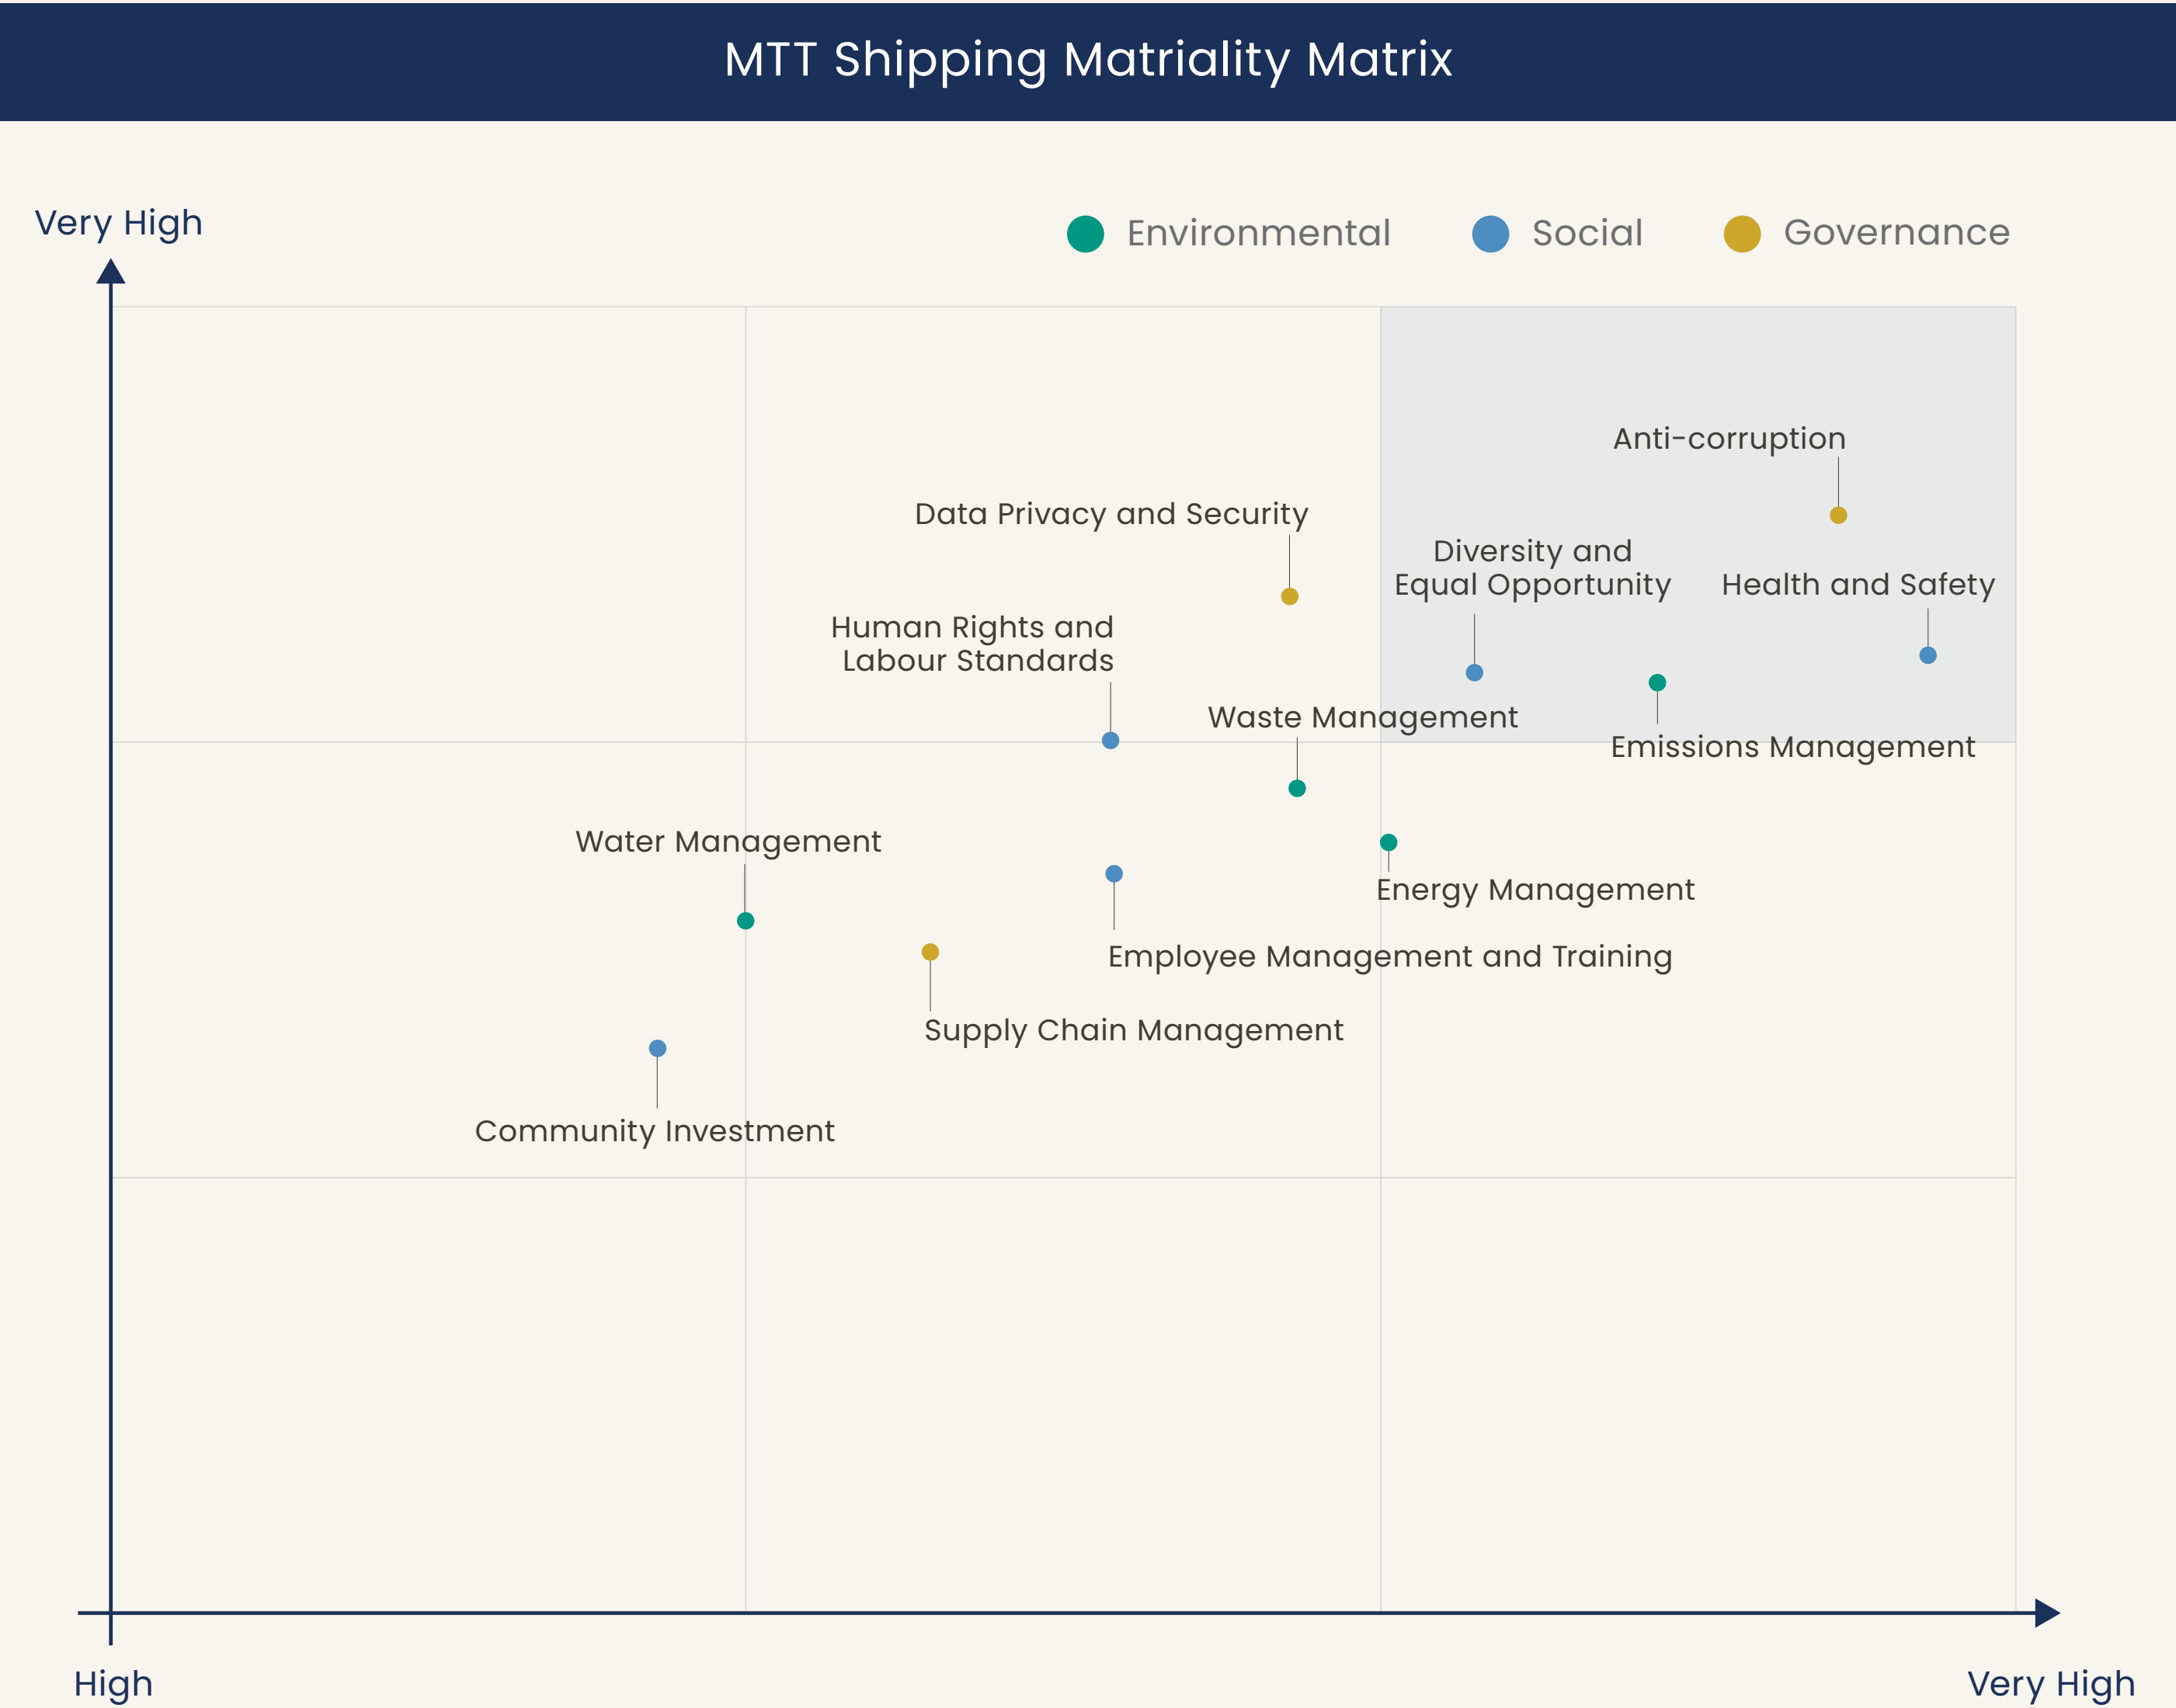 MTT Shipping Matriality Matrix
Very High
Environmental
Social
Governance
Anti-corruption
Data Privacy and Security
Diversity and
Equal Opportunity
Health and Safety
Human Rights and
Labour Standards
Waste Management
Emissions Management
Water Management
Energy Management
Employee Management and Training
Supply Chain Management
Community Investment
High
Very High